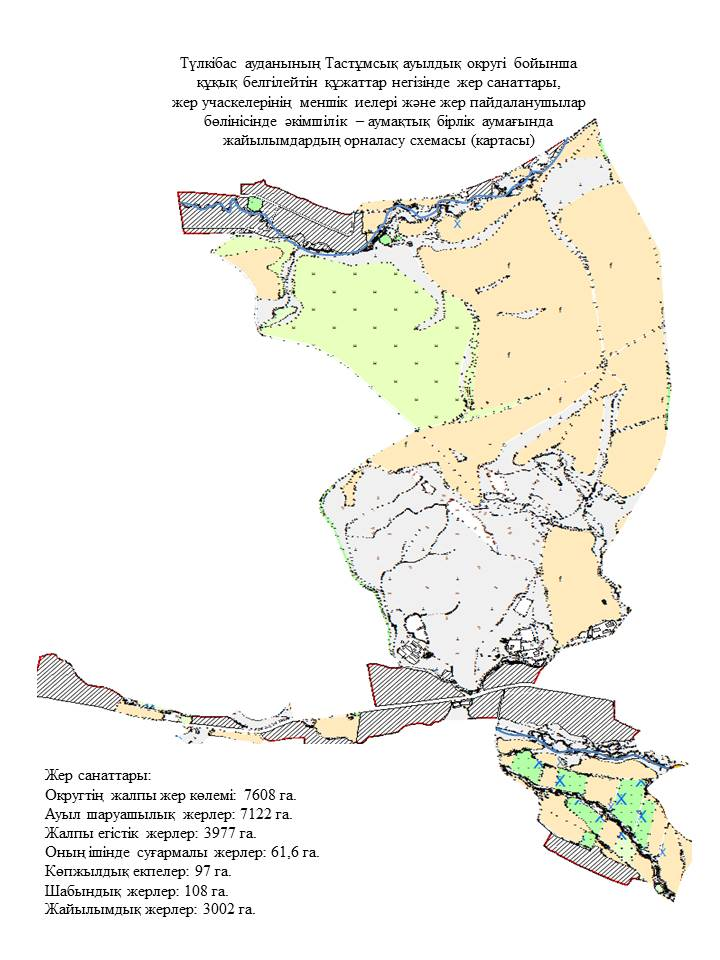 Түлкібас ауданының Тастұмсық ауылдық округі бойынша
құқық белгілейтін құжаттар негізінде жер санаттары,
жер учаскелерінің меншік иелері және жер пайдаланушылар
бөлінісінде әкімшілік – аумақтық бірлік аумағында
жайылымдардың орналасу схемасы (картасы)
Жер санаттары:
Округтің жалпы жер көлемі: 7608 га.
Ауыл шаруашылық жерлер: 7122 га.
Жалпы егістік жерлер: 3977 га.
Оның ішінде суғармалы жерлер: 61,6 га.
Көпжылдық екпелер: 97 га.
Шабындық жерлер: 108 га.
Жайылымдық жерлер: 3002 га.